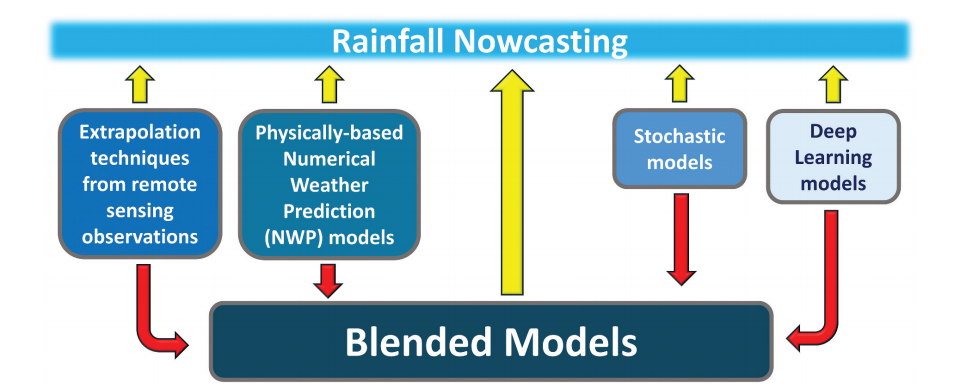 Rainfall Nowcasting
Extrapolation
techniques
from remote
sensing
observations
Physically-based
Numerical
Weather
Prediction
(NWP) models
Stochastic
models
Deep
Learning
models
Blended Models